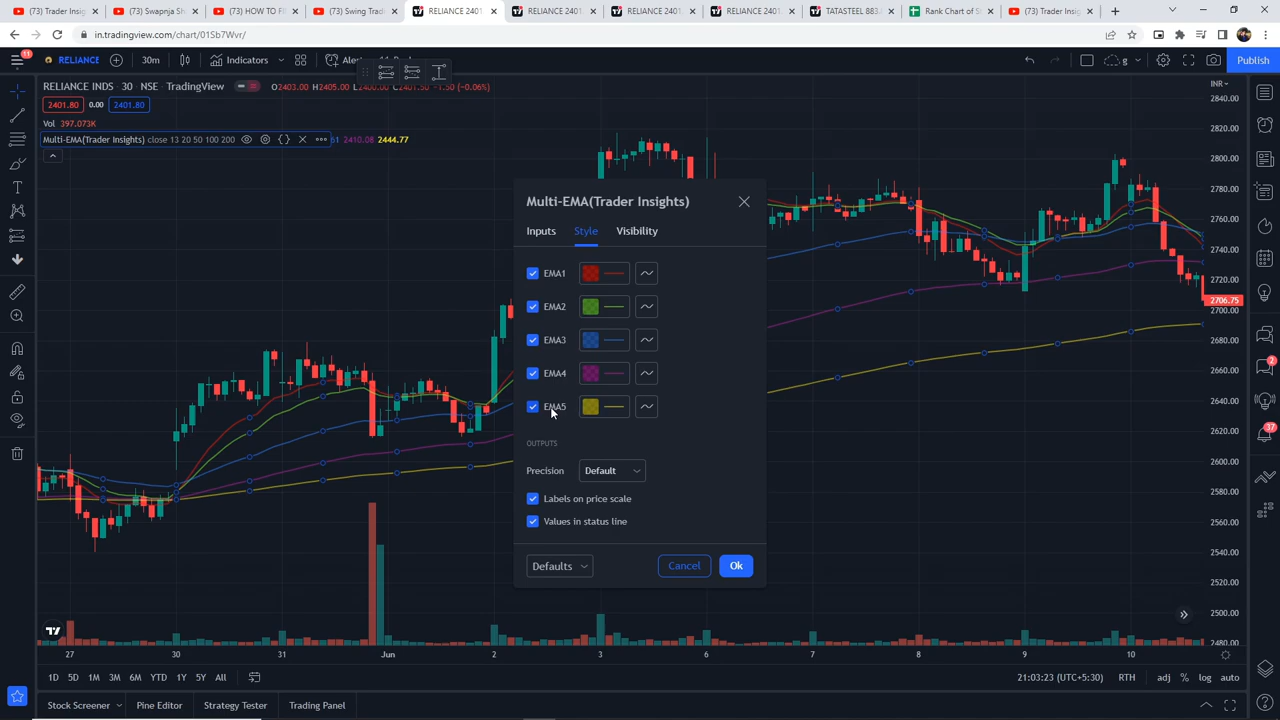 (73) Trader Insig
(73) Swapnja Sh
(73) HOW TO FI
(73) Swing Tradi
RELIANCE 2401
RELIANCE 2401.
RELIANCE 2401.
RELIANCE 2401.
TATASTEEL 883
Rank Chart of S
(73) Trader Insig
in.tradingview.com/chart/01Sb7Wvr/
11
RELIANCE
30m
Indicators
Publish
RELIANCE INDS · 30 · NSE · TradingView
O2403.00 H2405.00 L2400.00 C2401.50 -1.50 (-0.06%)
INR
2401.80 0.00 2401.80
Vol 397.073K
Multi-EMA(Trader Insights) close 13 20 50 100 200
2410.08 2444.77
Multi-EMA(Trader Insights)
Inputs
Style
Visibility
EMA1
EMA2
EMA3
EMA4
EMA5
OUTPUTS
Precision
Default
Labels on price scale
Values in status line
Defaults
Cancel
Ok
2840.00
2820.00
2800.00
2780.00
2760.00
2740.00
2720.00
2706.75
2700.00
2680.00
2660.00
2640.00
2620.00
2600.00
2580.00
2560.00
2540.00
2520.00
2500.00
2480.00
2
37
27 30 31 Jun 2 3 6 7 8 9 10
1D 5D 1M 3M 6M YTD 1Y 5Y All
21:03:23 (UTC+5:30)
RTH
adj
%
log
auto
Stock Screener
Pine Editor
Strategy Tester
Trading Panel